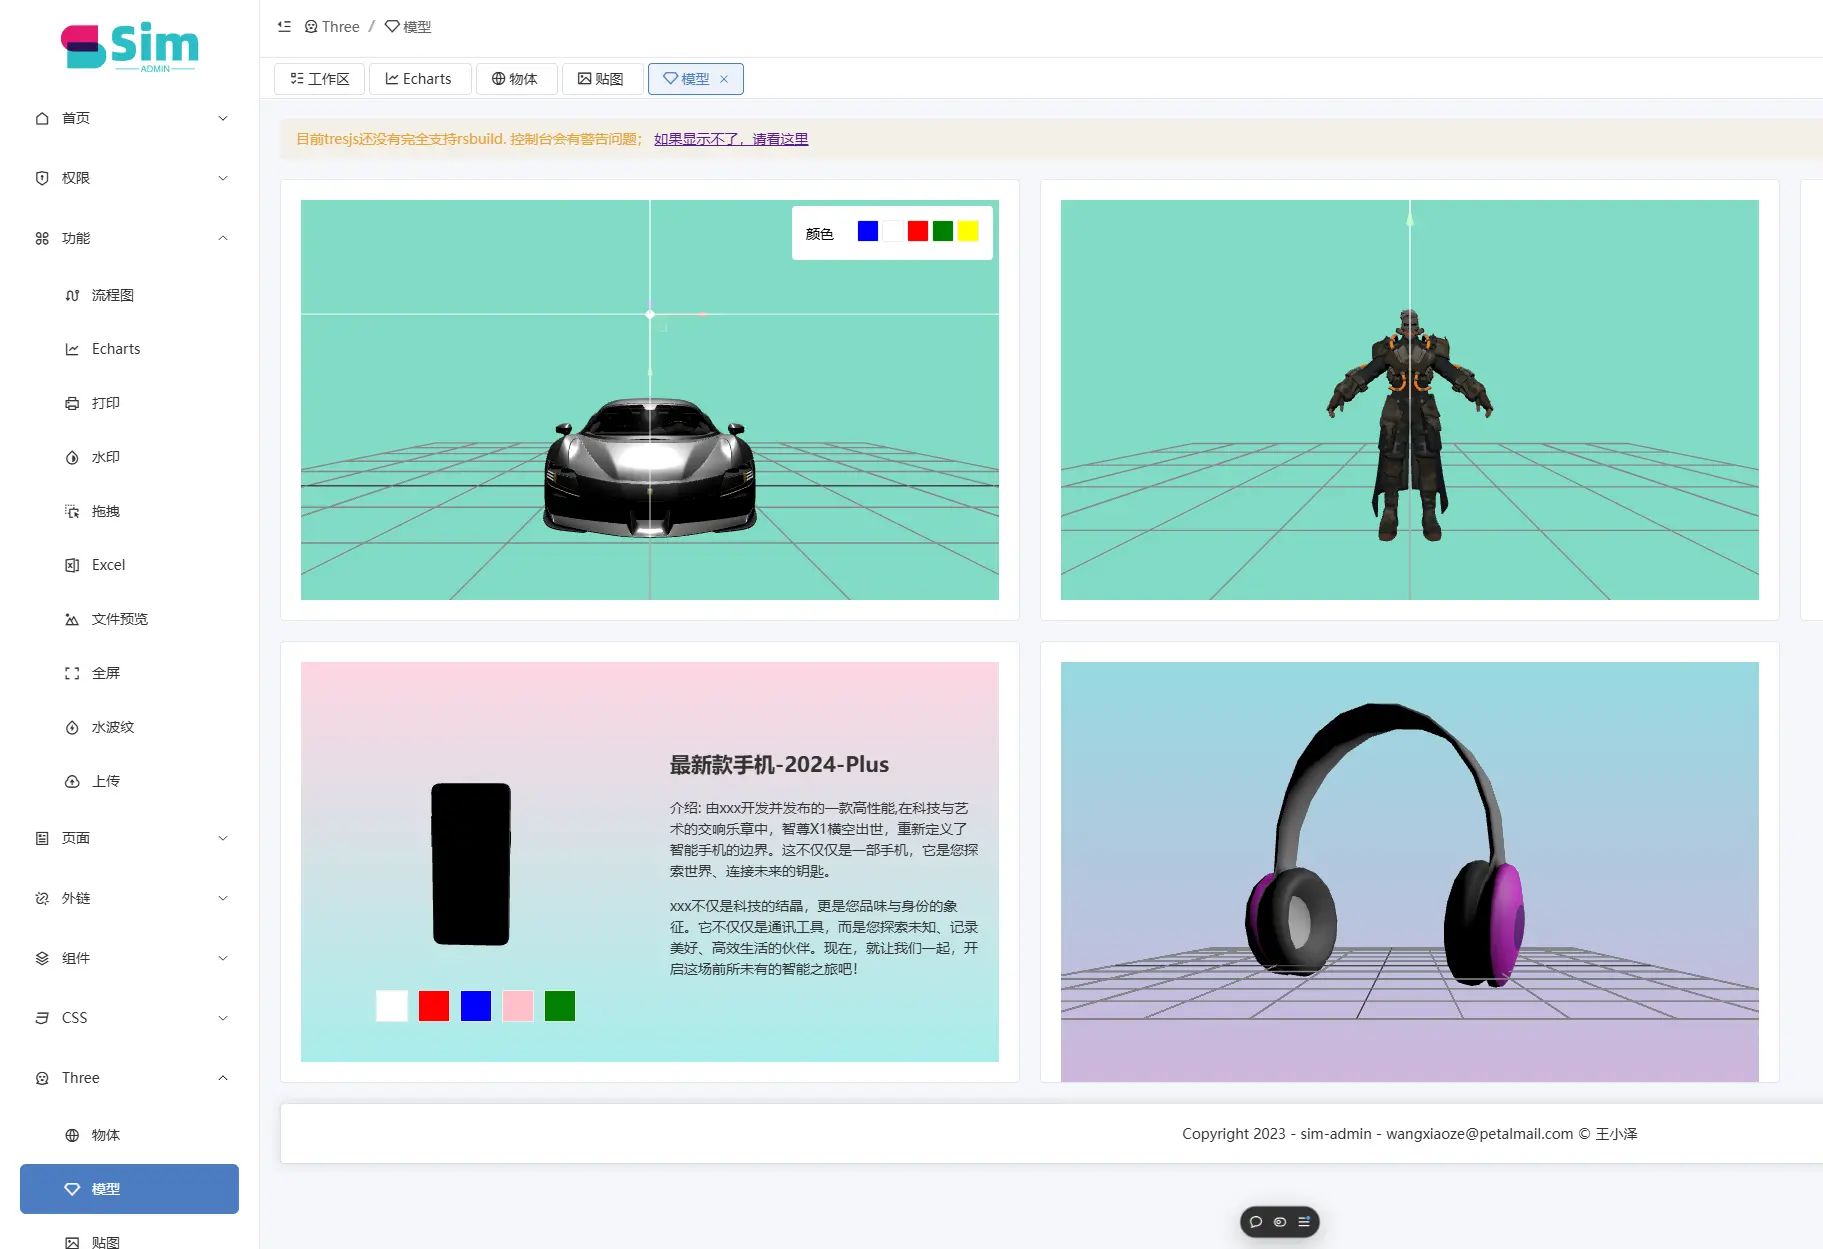 Sim
ADMIN
首页
权限
功能
流程图
Echarts
打印
水印
拖拽
Excel
文件预览
全屏
水波纹
上传
页面
外链
组件
CSS
Three
物体
模型
贴图
Three / 模型
工作区 Echarts 物体 贴图 模型
目前tresjs还没有完全支持rsbuild. 控制台会有警告问题； 如果显示不了，请看这里
颜色
最新款手机-2024-Plus
介绍: 由xxx开发并发布的一款高性能,在科技与艺
术的交响乐章中，智尊X1横空出世，重新定义了
智能手机的边界。这不仅仅是一部手机，它是您探
索世界、连接未来的钥匙。
xxx不仅是科技的结晶，更是您品味与身份的象
征。它不仅仅是通讯工具，而是您探索未知、记录
美好、高效生活的伙伴。现在，就让我们一起，开
启这场前所未有的智能之旅吧！
Copyright 2023 - sim-admin - wangxiaoze@petalmail.com © 王小泽